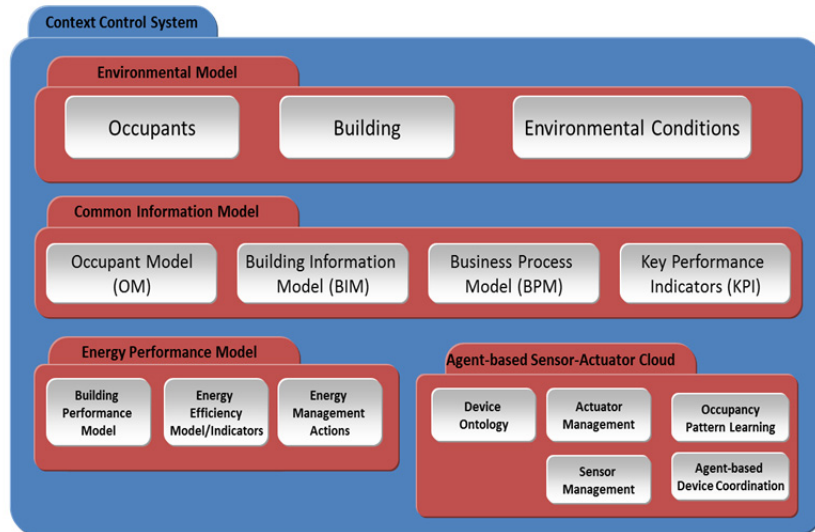 Context Control System
Environmental Model
Occupants
Building
Environmental Conditions
Common Information Model
Occupant Model
(OM)
Building Information
Model (BIM)
Business Process
Model (BPM)
Key Performance
Indicators (KPI)
Energy Performance Model
Building
Performance
Model
Energy
Efficiency
Model/Indicators
Energy
Management
Actions
Agent-based Sensor-Actuator Cloud
Device
Ontology
Actuator
Management
Occupancy
Pattern Learning
Sensor
Management
Agent-based
Device Coordination